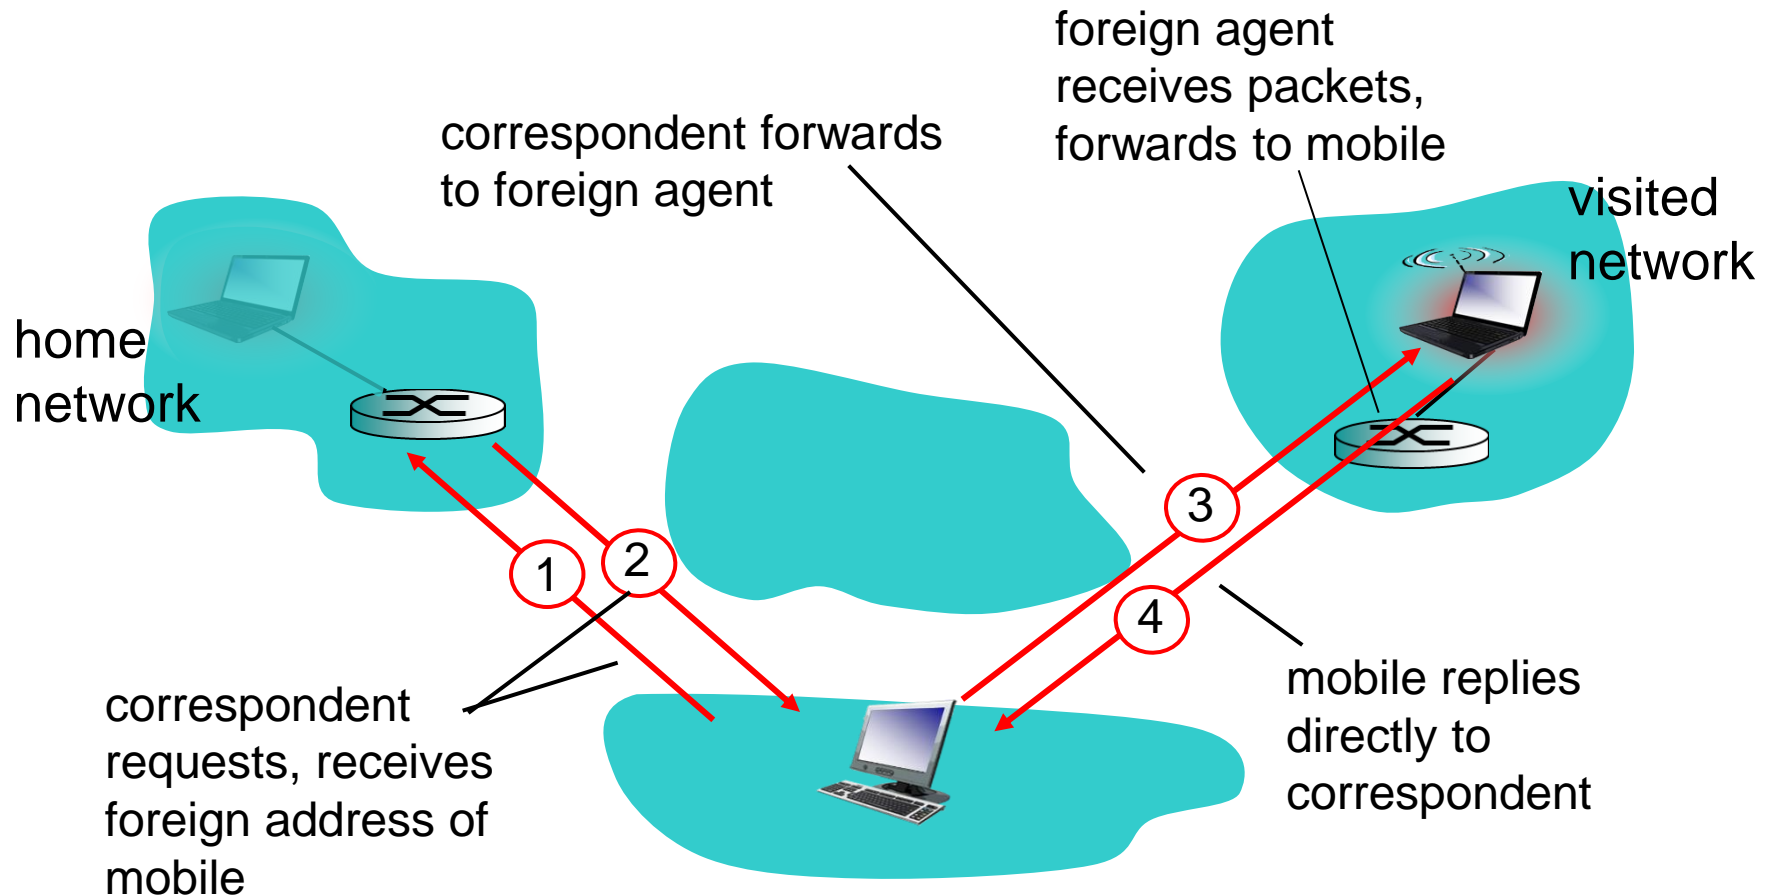 foreign agent
receives packets,
forwards to mobile
correspondent forwards
to foreign agent
visited
network
home
network
3
2
1
4
correspondent
requests, receives
foreign address of
mobile
mobile replies
directly to
correspondent